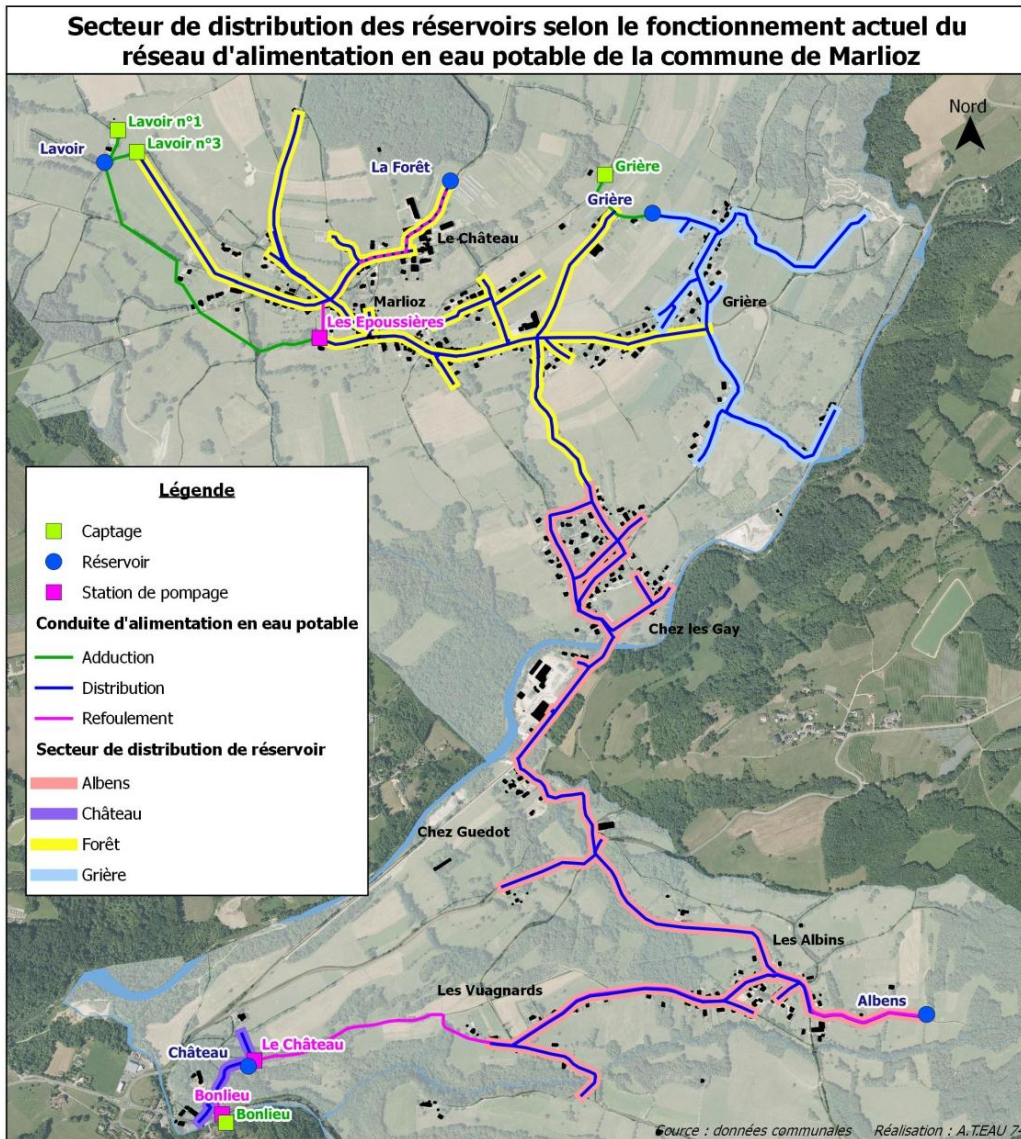 Secteur de distribution des réservoirs selon le fonctionnement actuel du
réseau d'alimentation en eau potable de la commune de Marlioz
Nord
Lavoir n°1
Lavoir n°3
Lavoir
La Forêt
Grière
Grière
Le Château
Marlioz
Grière
Les Epoussières
Légende
Captage
Réservoir
Station de pompage
Conduite d'alimentation en eau potable
Adduction
Distribution
Refoulement
Secteur de distribution de réservoir
Albens
Château
Forêt
Grière
Chez les Gay
Chez Guedot
Les Albins
Les Vuagnards
Albens
Le Château
Château
Bonlieu
Bonlieu
Source : données communales Réalisation : A.T.EAU 74